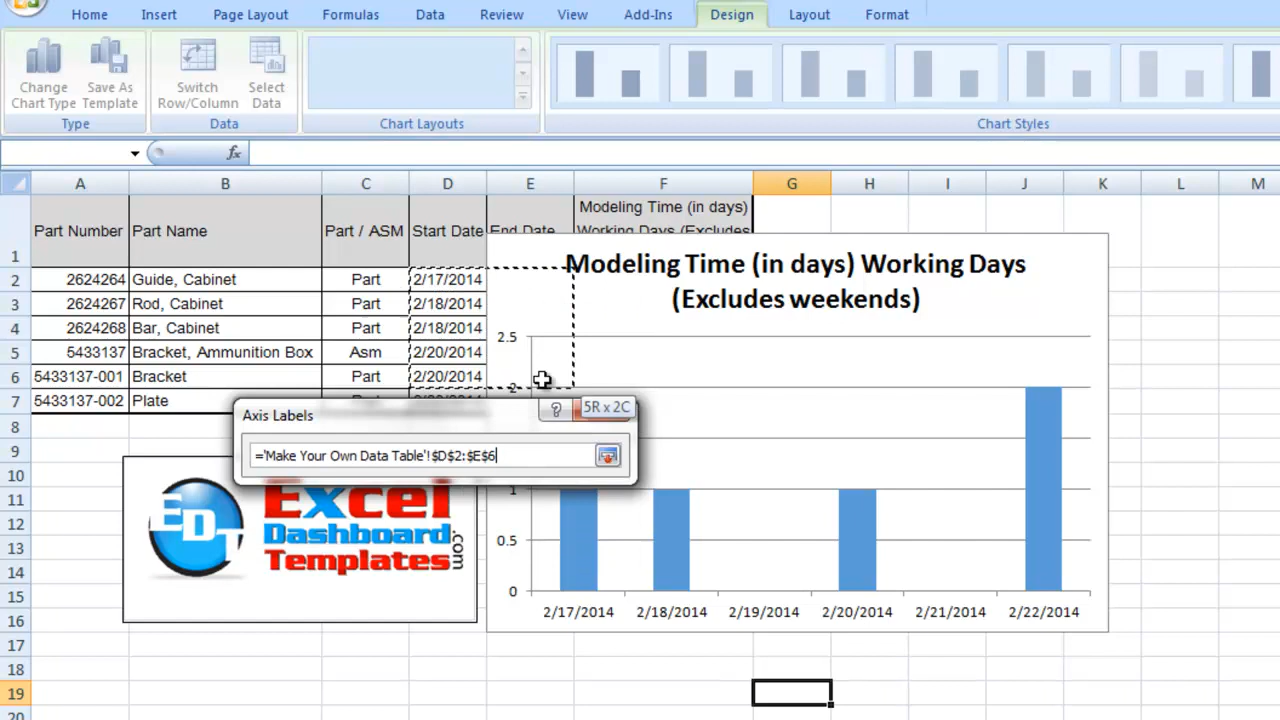 Home Insert Page Layout Formulas Data Review View Add-Ins Design Layout Format
Change Chart Type
Save As Template
Switch Row/Column
Select Data
Type Data Chart Layouts Chart Styles
fx
A B C D E F G H I J K L M
1 Part Number Part Name Part / ASM Start Date End Date Modeling Time (in days) Working Days (Excludes
2 2624264 Guide, Cabinet Part 2/17/2014
3 2624267 Rod, Cabinet Part 2/18/2014
4 2624268 Bar, Cabinet Part 2/18/2014
5 5433137 Bracket, Ammunition Box Asm 2/20/2014
6 5433137-001 Bracket Part 2/20/2014
7 5433137-002 Plate
8
9
10
11
12
13
14
15
16
17
18
19
20
Modeling Time (in days) Working Days
(Excludes weekends)
2.5
2
1
0.5
0
2/17/2014 2/18/2014 2/19/2014 2/20/2014 2/21/2014 2/22/2014
Axis Labels
?
5R x 2C
='Make Your Own Data Table'!$D$2:$E$6
EDT
Excel
Dashboard
Templates
.com